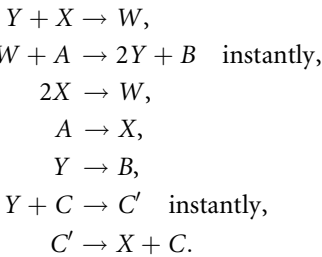 Y + X → W,
W + A → 2Y + B instantly,
2X → W,
A → X,
Y → B,
Y + C → C′ instantly,
C′ → X + C.